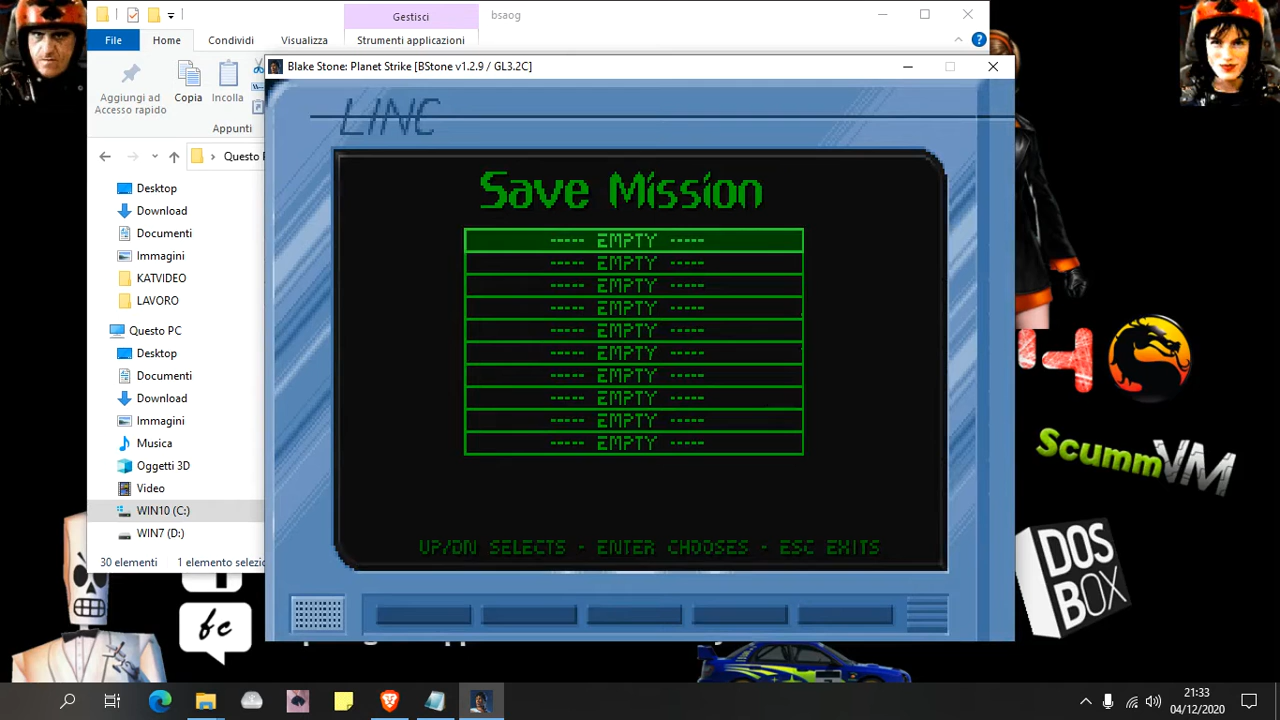 Gestisci
bsaog
File
Home
Condividi
Visualizza
Strumenti applicazioni
Blake Stone: Planet Strike [BStone v1.2.9 / GL3.2C]
Aggiungi ad
Accesso rapido
Copia
Incolla
Appunti
Questo
Desktop
Download
Documenti
Immagini
KATVIDEO
LAVORO
Questo PC
Desktop
Documenti
Download
Immagini
Musica
Oggetti 3D
Video
WIN10 (C:)
WIN7 (D:)
30 elementi
1 elemento selezi
LINC
Save Mission
----- EMPTY -----
----- EMPTY -----
----- EMPTY -----
----- EMPTY -----
----- EMPTY -----
----- EMPTY -----
----- EMPTY -----
----- EMPTY -----
----- EMPTY -----
----- EMPTY -----
UP/DN SELECTS - ENTER CHOOSES - ESC EXITS
ScummVM
DOS
BOX
fc
21:33
04/12/2020